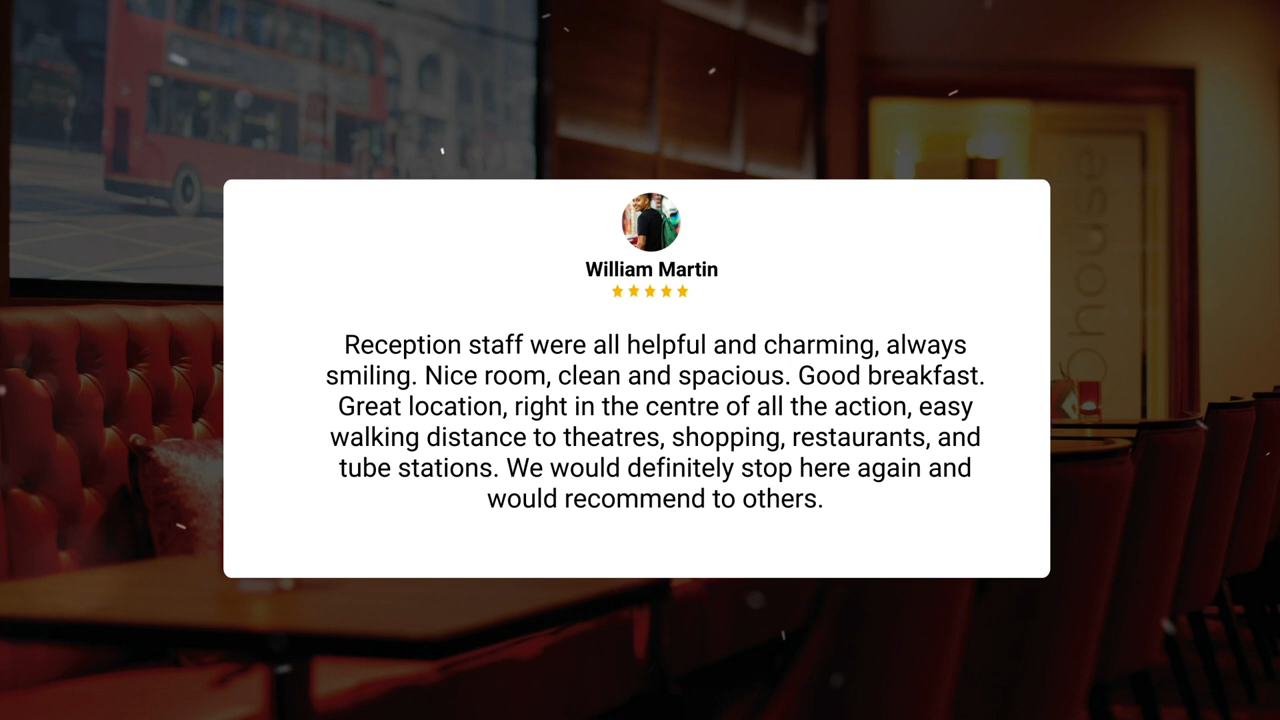 William Martin
Reception staff were all helpful and charming, always
smiling. Nice room, clean and spacious. Good breakfast.
Great location, right in the centre of all the action, easy
walking distance to theatres, shopping, restaurants, and
tube stations. We would definitely stop here again and
would recommend to others.
house